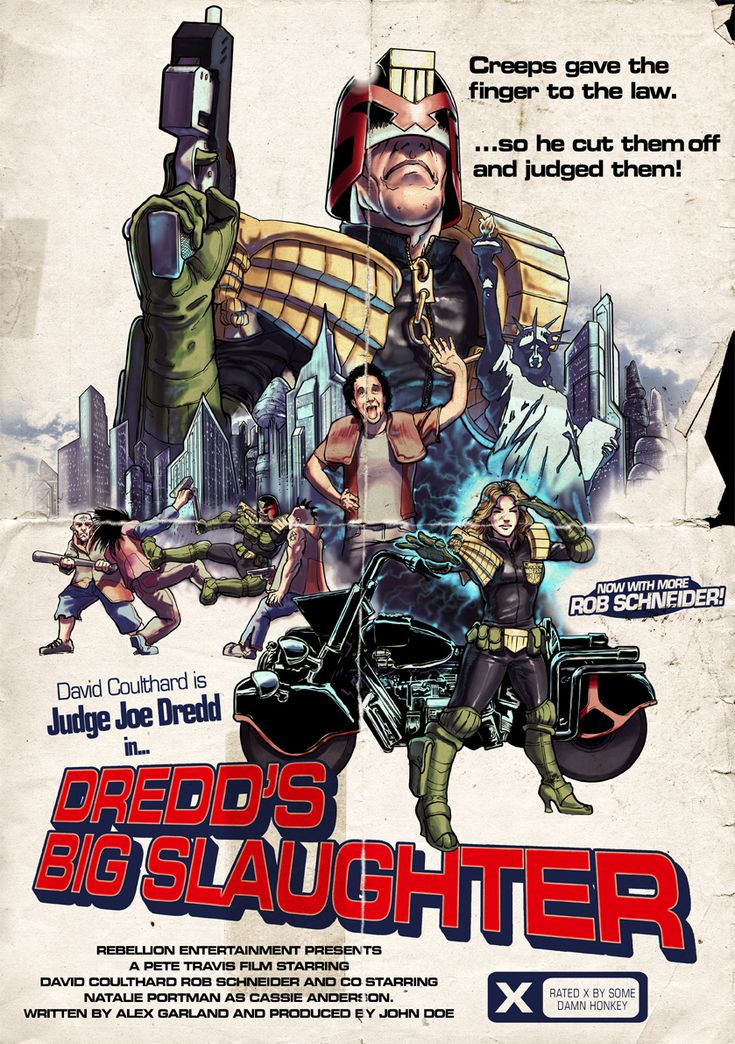 Creeps gave the
finger to the law.
...so he cut them off
and judged them!
NOW WITH MORE
ROB SCHNEIDER!
David Coulthard is
Judge Joe Dredd
in...
DREDD'S
BIG SLAUGHTER
REBELLION ENTERTAINMENT PRESENTS
A PETE TRAVIS FILM STARRING
DAVID COULTHARD ROB SCHNEIDER AND CO STARRING
NATALIE PORTMAN AS CASSIE ANDERSON.
WRITTEN BY ALEX GARLAND AND PRODUCED BY JOHN DOE
X
RATED X BY SOME
DAMN HONKEY